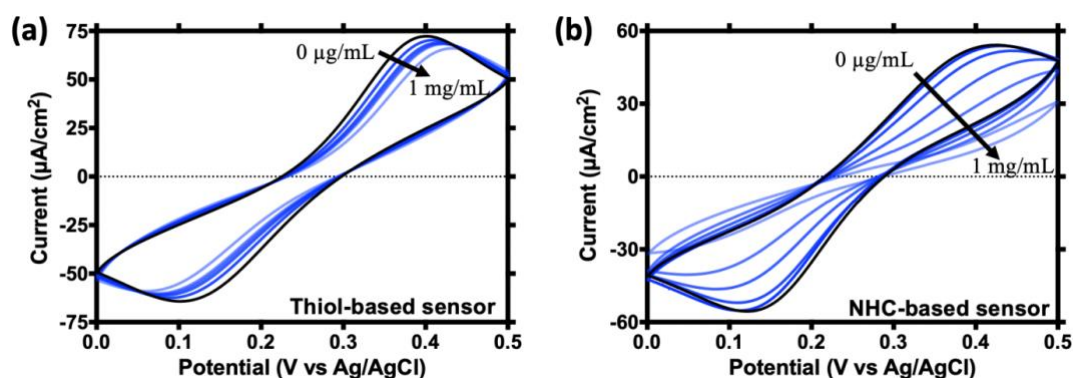 (a)
75
50
25
0
-25
-50
-75
Current (µA/cm²)
0 µg/mL
1 mg/mL
Thiol-based sensor
0.0 0.1 0.2 0.3 0.4 0.5
Potential (V vs Ag/AgCl)
(b)
60
30
0
-30
-60
Current (µA/cm²)
0 µg/mL
1 mg/mL
NHC-based sensor
0.0 0.1 0.2 0.3 0.4 0.5
Potential (V vs Ag/AgCl)